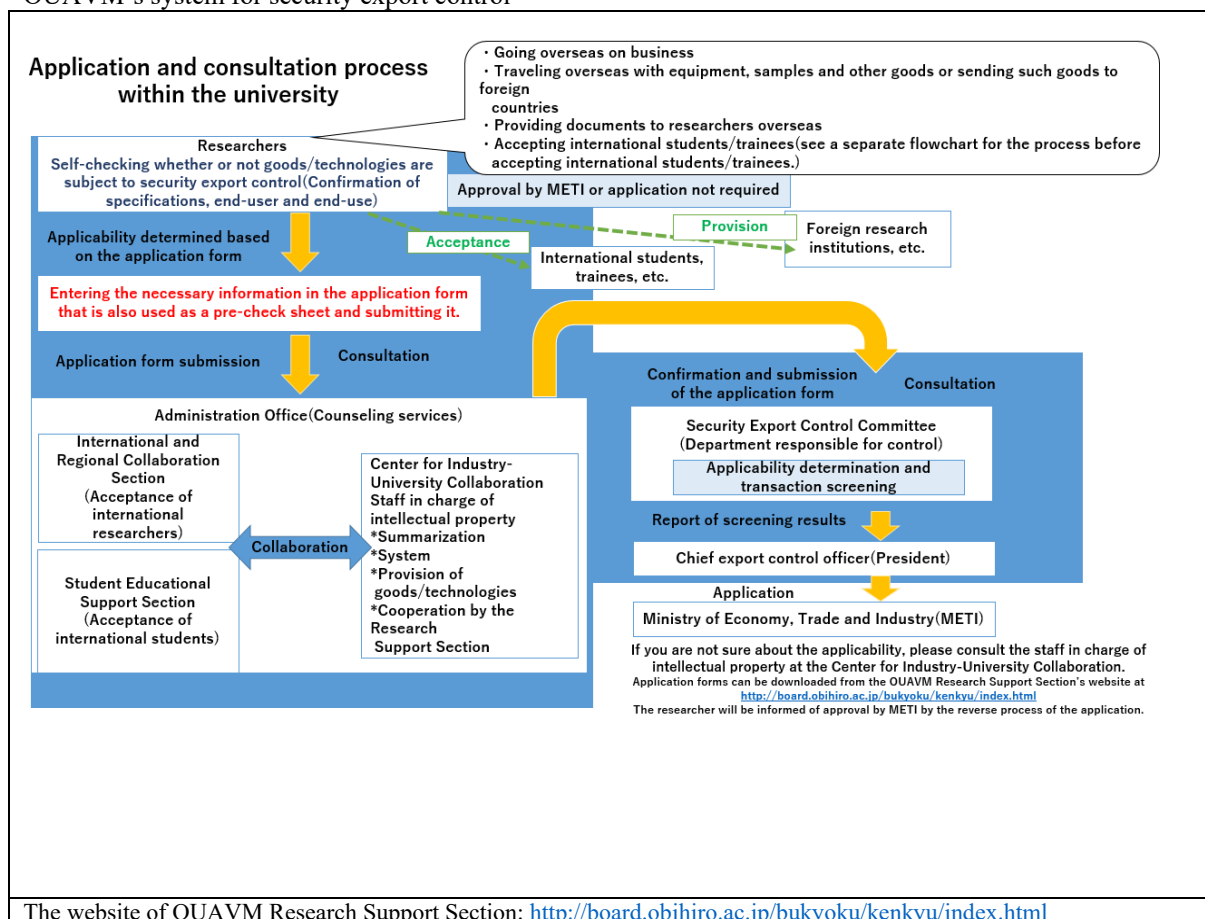 OUAVM's system for security export control
Application and consultation process
within the university
・Going overseas on business
・Traveling overseas with equipment, samples and other goods or sending such goods to
foreign
countries
・Providing documents to researchers overseas
・Accepting international students/trainees(see a separate flowchart for the process before
accepting international students/trainees.)
Researchers
Self-checking whether or not goods/technologies are
subject to security export control(Confirmation of
specifications, end-user and end-use)
Approval by METI or application not required
Provision
Foreign research
institutions, etc.
Acceptance
International students,
trainees, etc.
Applicability determined based
on the application form
Entering the necessary information in the application form
that is also used as a pre-check sheet and submitting it.
Application form submission
Consultation
Administration Office(Counseling services)
International and
Regional Collaboration
Section
(Acceptance of
international
researchers)
Collaboration
Student Educational
Support Section
(Acceptance of
international students)
Center for Industry-
University Collaboration
Staff in charge of
intellectual property
*Summarization
*System
*Provision of
goods/technologies
*Cooperation by the
Research
Support Section
Confirmation and submission
of the application form
Consultation
Security Export Control Committee
(Department responsible for control)
Applicability determination and
transaction screening
Report of screening results
Chief export control officer(President)
Application
Ministry of Economy, Trade and Industry(METI)
If you are not sure about the applicability, please consult the staff in charge of
intellectual property at the Center for Industry-University Collaboration.
Application forms can be downloaded from the OUAVM Research Support Section's website at
http://board.obihiro.ac.jp/bukyoku/kenkyu/index.html
The researcher will be informed of approval by METI by the reverse process of the application.
The website of OUAVM Research Support Section: http://board.obihiro.ac.jp/bukyoku/kenkyu/index.html